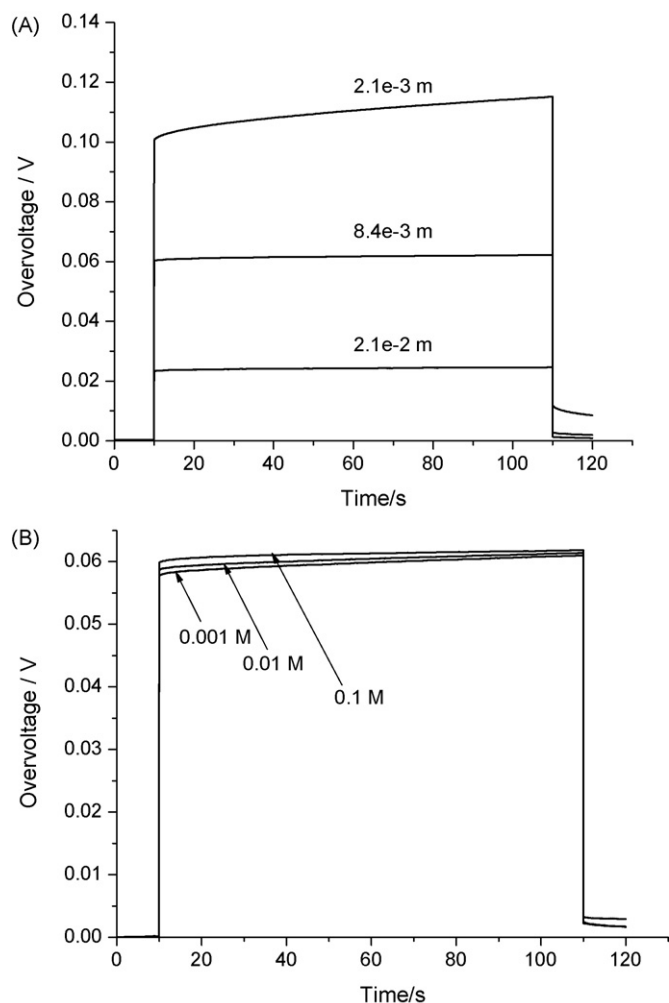 (A)
0.14
0.12
0.10
0.08
0.06
0.04
0.02
0.00
Overvoltage / V
2.1e-3 m
8.4e-3 m
2.1e-2 m
0 20 40 60 80 100 120
Time/s
(B)
0.06
0.05
0.04
0.03
0.02
0.01
0.00
Overvoltage / V
0.001 M
0.01 M
0.1 M
0 20 40 60 80 100 120
Time/s